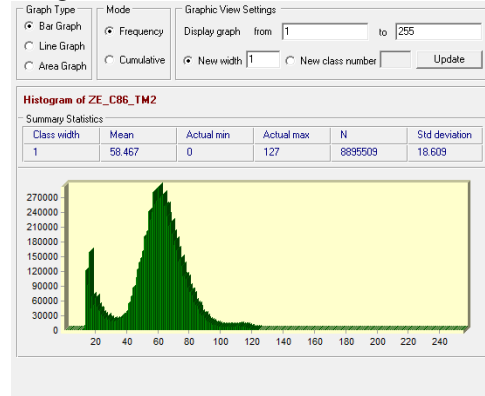 Graph Type Mode Graphic View Settings
Bar Graph Frequency Display graph from 1 to 255
Line Graph
Area Graph Cumulative New width 1 New class number Update
Histogram of ZE_C86_TM2
Summary Statistics
Class width Mean Actual min Actual max N Std deviation
1 58.467 0 127 8895509 18.609
270000
240000
210000
180000
150000
120000
90000
60000
30000
0
20 40 60 80 100 120 140 160 180 200 220 240